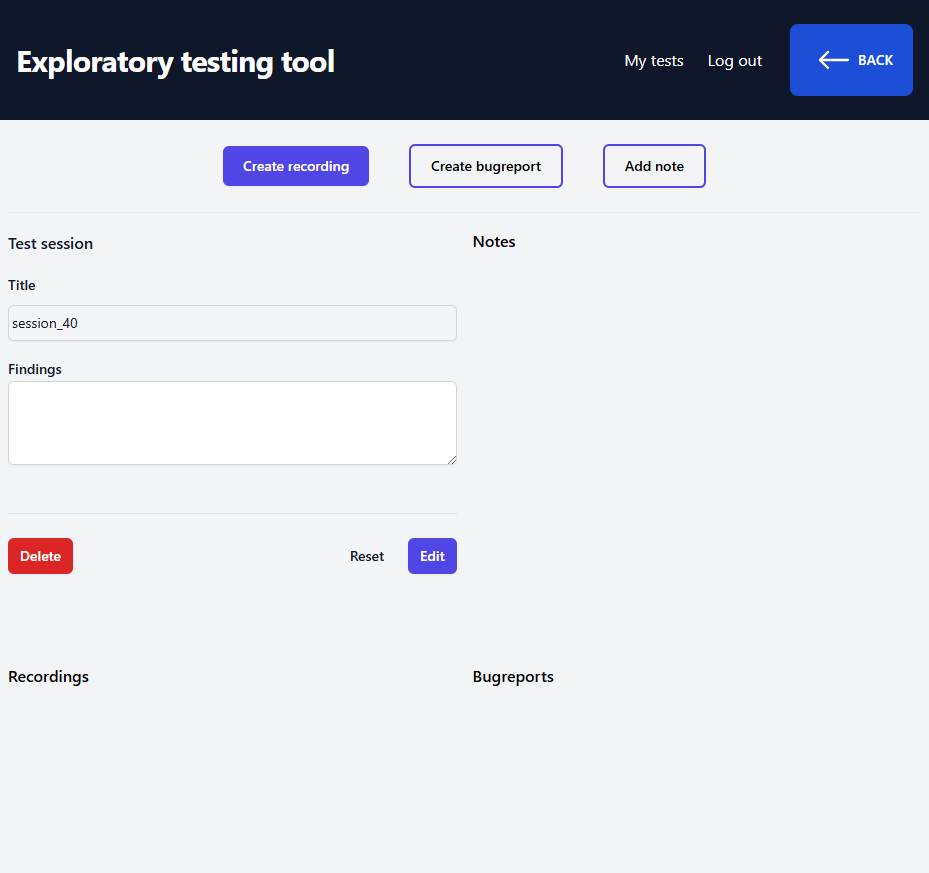 Exploratory testing tool
My tests
Log out
BACK
Create recording
Create bugreport
Add note
Test session
Title
session_40
Findings
Delete
Reset
Edit
Notes
Recordings
Bugreports